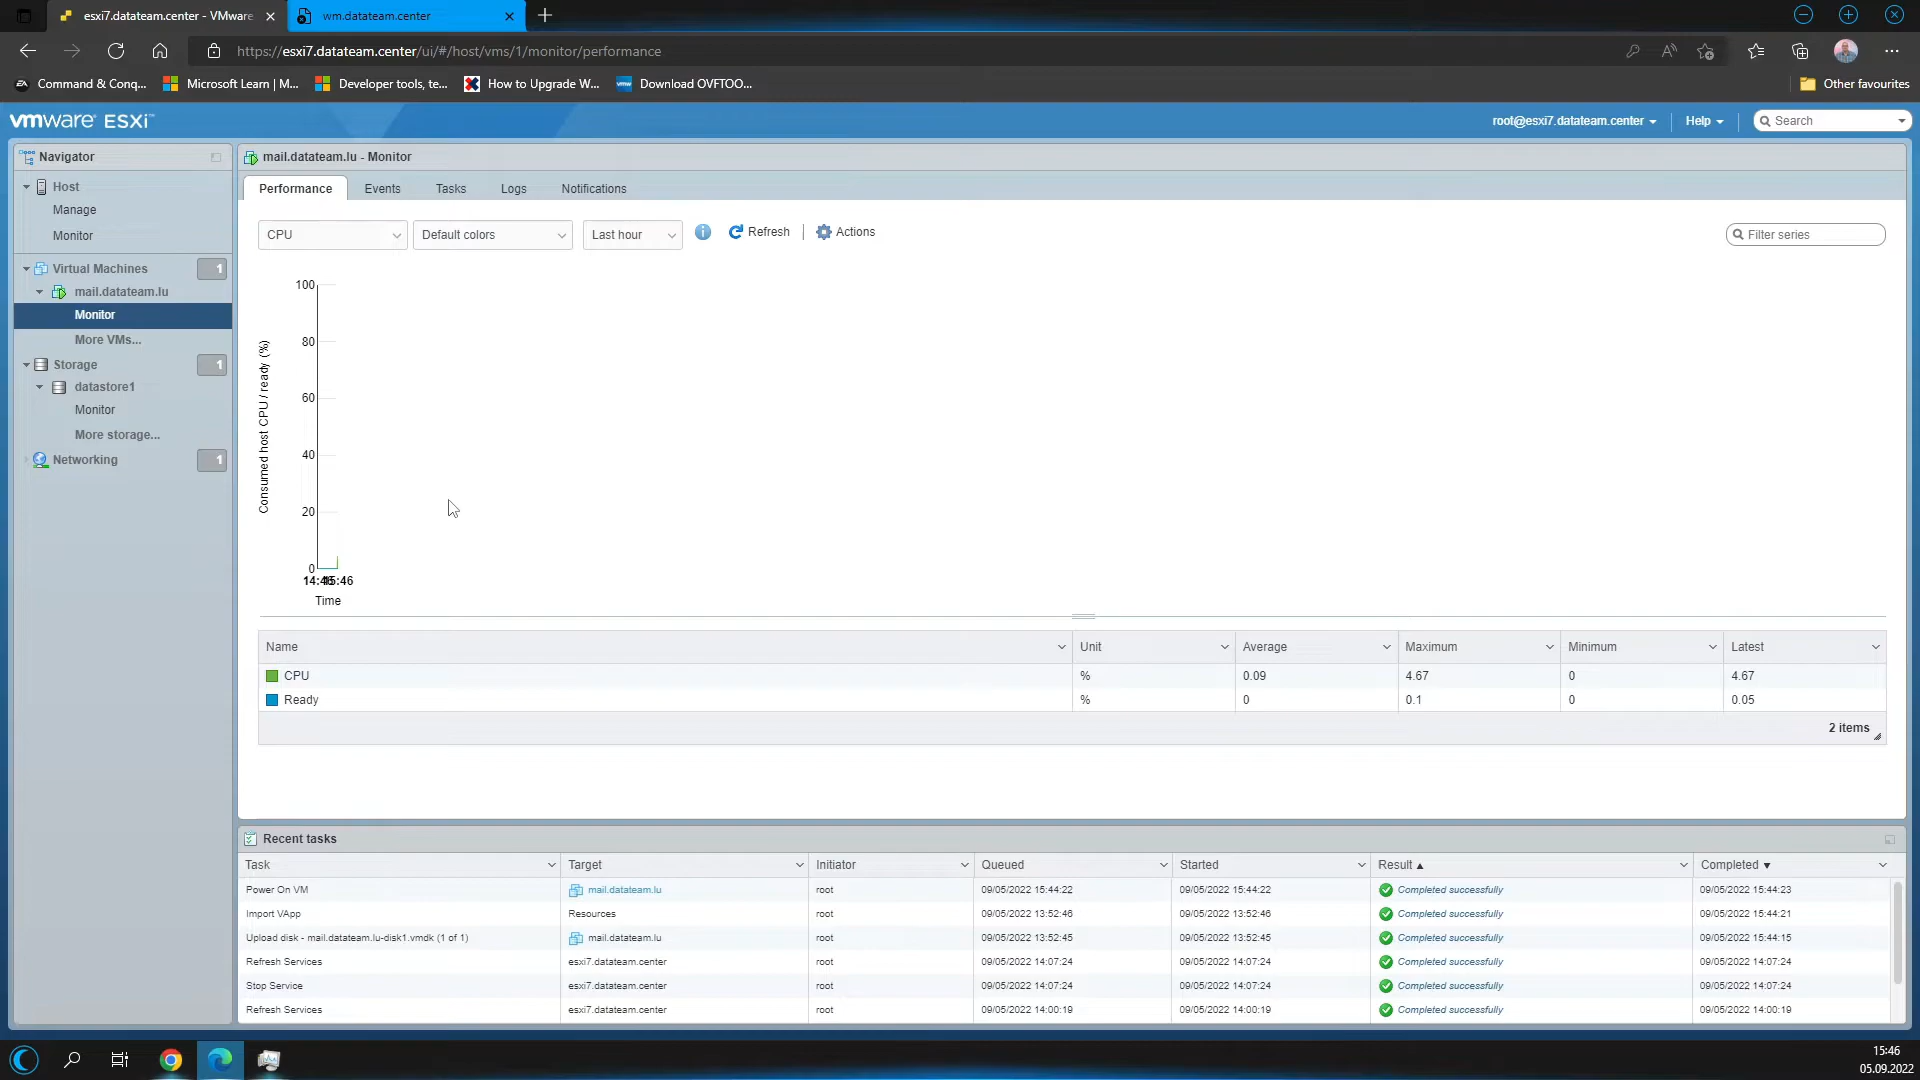 esxi7.datateam.center - VMware
wm.datateam.center
https://esxi7.datateam.center/ui/#/host/vms/1/monitor/performance
Command & Conq...
Microsoft Learn | M...
Developer tools, te...
How to Upgrade W...
Download OVFTOO...
Other favourites
vmware ESXi
root@esxi7.datateam.center
Help
Search
Navigator
Host
Manage
Monitor
Virtual Machines 1
mail.datateam.lu
Monitor
More VMs...
Storage 1
datastore1
Monitor
More storage...
Networking 1
mail.datateam.lu - Monitor
Performance Events Tasks Logs Notifications
CPU Default colors Last hour Refresh Actions Filter series
Consumed host CPU / ready (%)
100
80
60
40
20
0
14:46 15:46
Time
Name Unit Average Maximum Minimum Latest
CPU % 0.09 4.67 0 4.67
Ready % 0 0.1 0 0.05
2 items
Recent tasks
Task Target Initiator Queued Started Result Completed
Power On VM mail.datateam.lu root 09/05/2022 15:44:22 09/05/2022 15:44:22 Completed successfully 09/05/2022 15:44:23
Import VApp Resources root 09/05/2022 13:52:46 09/05/2022 13:52:46 Completed successfully 09/05/2022 15:44:21
Upload disk - mail.datateam.lu-disk1.vmdk (1 of 1) mail.datateam.lu root 09/05/2022 13:52:45 09/05/2022 13:52:45 Completed successfully 09/05/2022 15:44:15
Refresh Services esxi7.datateam.center root 09/05/2022 14:07:24 09/05/2022 14:07:24 Completed successfully 09/05/2022 14:07:24
Stop Service esxi7.datateam.center root 09/05/2022 14:07:24 09/05/2022 14:07:24 Completed successfully 09/05/2022 14:07:24
Refresh Services esxi7.datateam.center root 09/05/2022 14:00:19 09/05/2022 14:00:19 Completed successfully 09/05/2022 14:00:19
15:46
05.09.2022